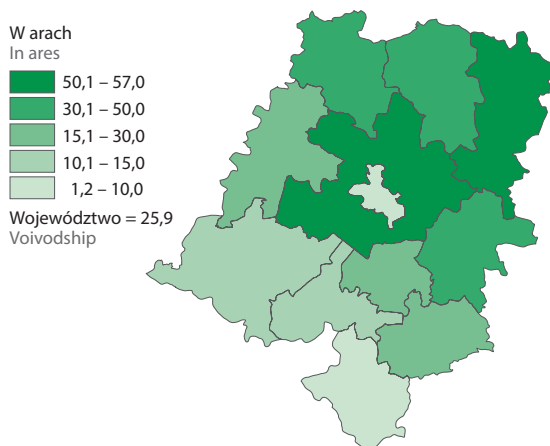 W arach
In ares
50,1 – 57,0
30,1 – 50,0
15,1 – 30,0
10,1 – 15,0
1,2 – 10,0
Województwo = 25,9
Voivodship